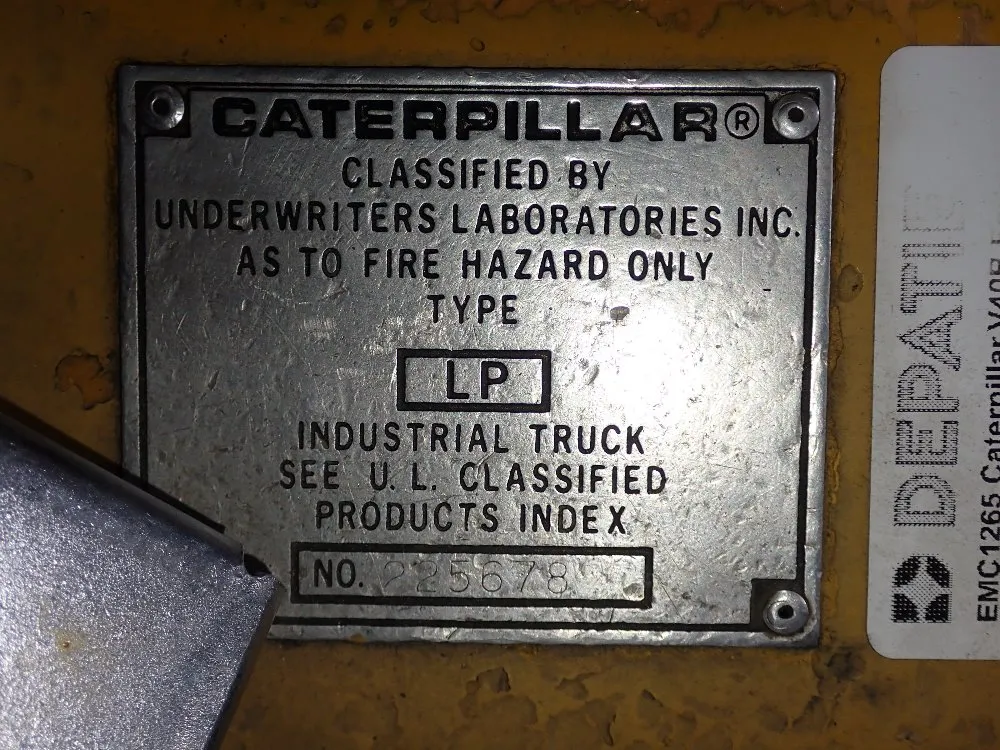 CATERPILLAR®
CLASSIFIED BY
UNDERWRITERS LABORATORIES INC.
AS TO FIRE HAZARD ONLY
TYPE
LP
INDUSTRIAL TRUCK
SEE U. L. CLASSIFIED
PRODUCTS INDEX
NO. 225678
DEPATIE
EMC1265 Caterpillar